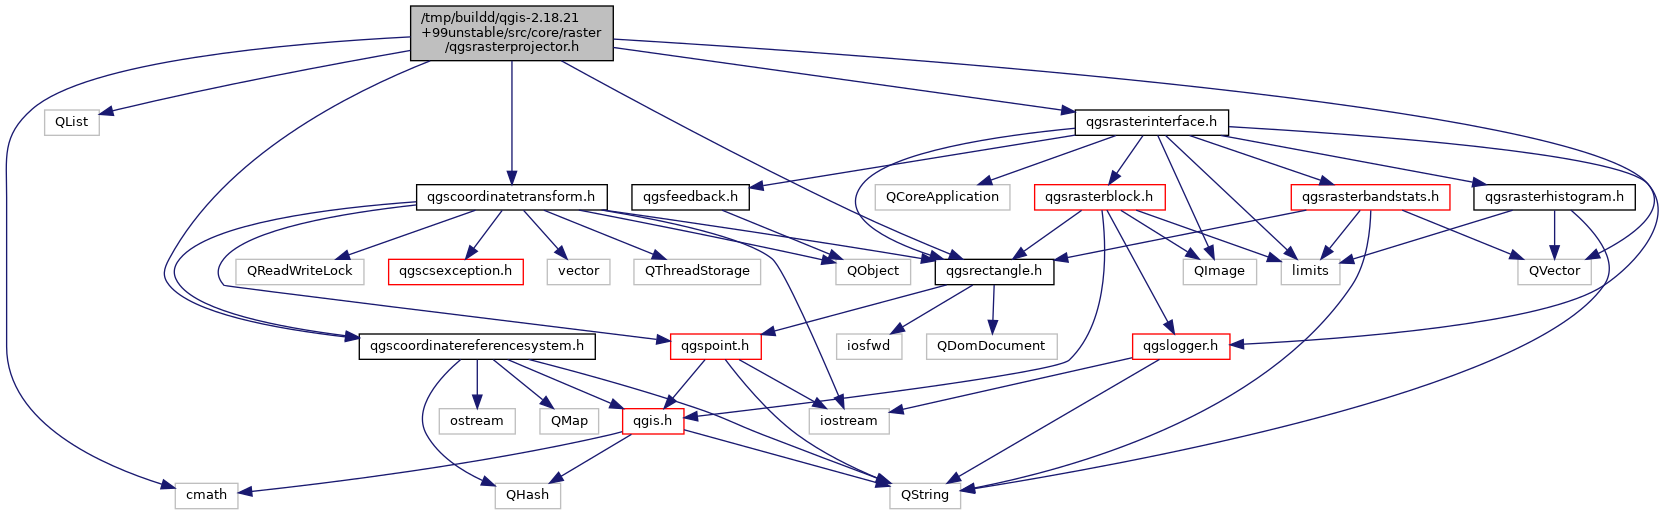 /tmp/buildd/qgis-2.18.21
+99unstable/src/core/raster
/qgsrasterprojector.h
QList
qgsrasterinterface.h
qgscoordinatetransform.h
qgsfeedback.h
QCoreApplication
qgsrasterblock.h
qgsrasterbandstats.h
qgsrasterhistogram.h
QReadWriteLock
qgscsexception.h
vector
QThreadStorage
QObject
qgsrectangle.h
QImage
limits
QVector
qgscoordinatereferencesystem.h
qgspoint.h
iosfwd
QDomDocument
qgslogger.h
ostream
QMap
qgis.h
iostream
cmath
QHash
QString